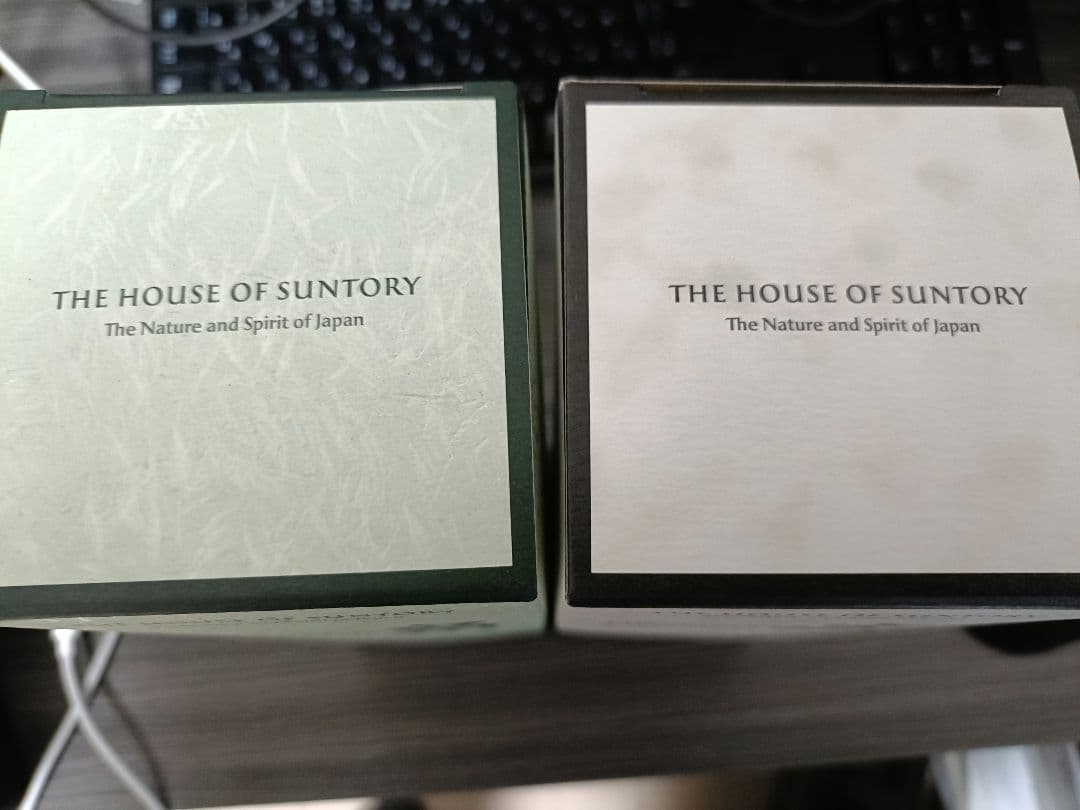 THE HOUSE OF SUNTORY
The Nature and Spirit of Japan
THE HOUSE OF SUNTORY
The Nature and Spirit of Japan